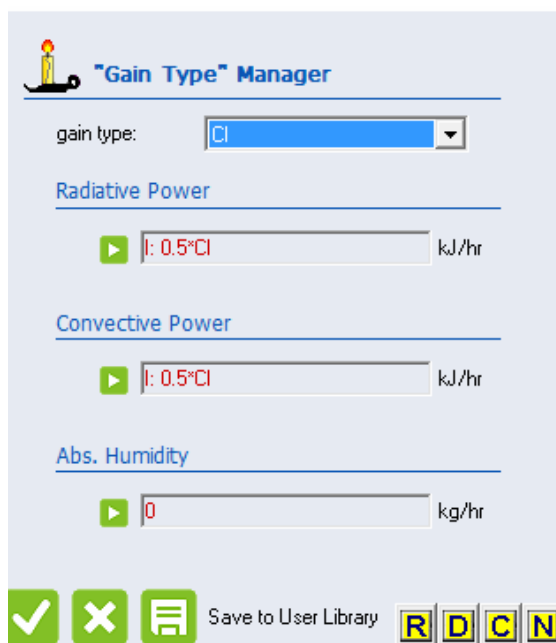 "Gain Type" Manager
gain type: CI
Radiative Power
I: 0.5*CI kJ/hr
Convective Power
I: 0.5*CI kJ/hr
Abs. Humidity
0 kg/hr
Save to User Library R D C N